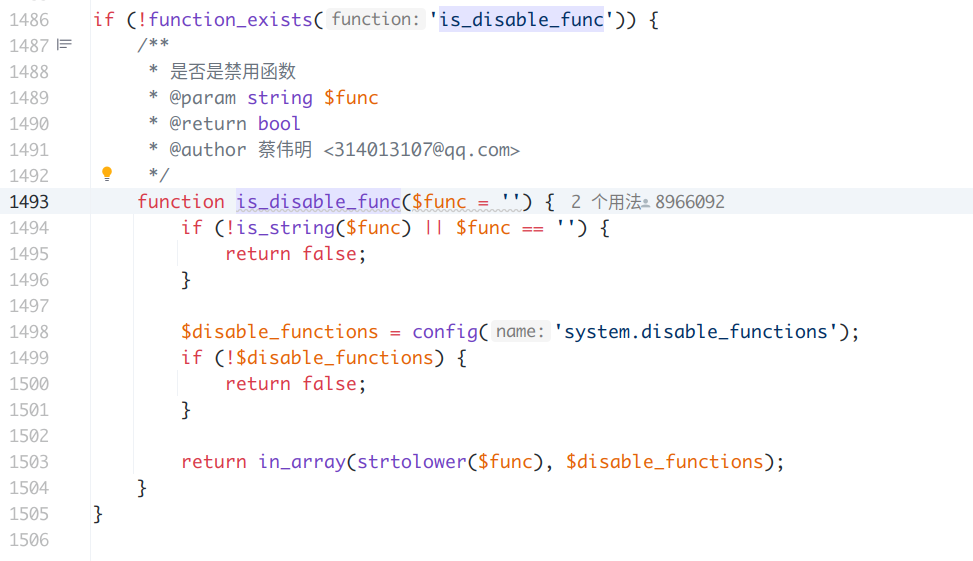 1486 if (!function_exists( function: 'is_disable_func')) {
1487 /**
1488 * 是否是禁用函数
1489 * @param string $func
1490 * @return bool
1491 * @author 蔡伟明 <314013107@qq.com>
1492 */
1493 function is_disable_func($func = '') { 2 个用法 8966092
1494 if (!is_string($func) || $func == '') {
1495 return false;
1496 }
1497
1498 $disable_functions = config( name: 'system.disable_functions');
1499 if (!$disable_functions) {
1500 return false;
1501 }
1502
1503 return in_array(strtolower($func), $disable_functions);
1504 }
1505 }
1506